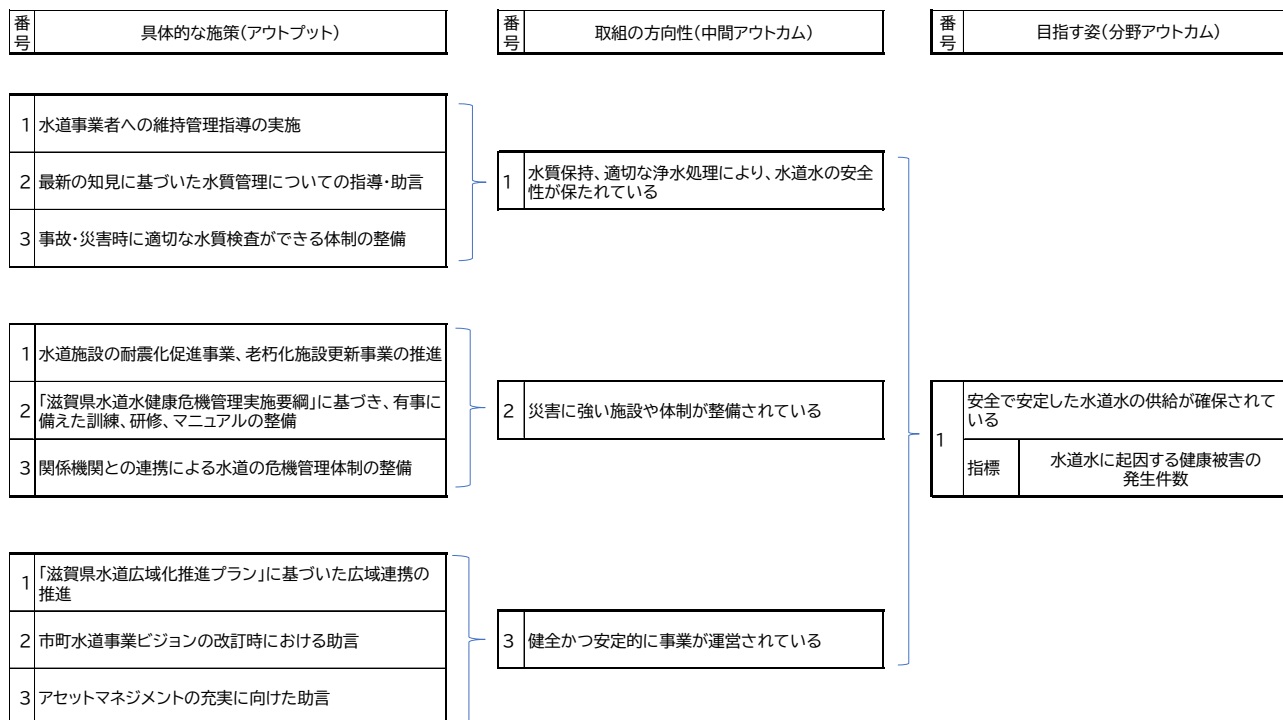 番号 具体的な施策(アウトプット)
番号 取組の方向性(中間アウトカム)
番号 目指す姿(分野アウトカム)
1 水道事業者への維持管理指導の実施
2 最新の知見に基づいた水質管理についての指導・助言
3 事故・災害時に適切な水質検査ができる体制の整備
1 水質保持、適切な浄水処理により、水道水の安全
性が保たれている
1 水道施設の耐震化促進事業、老朽化施設更新事業の推進
2 「滋賀県水道水健康危機管理実施要綱」に基づき、有事に
備えた訓練、研修、マニュアルの整備
3 関係機関との連携による水道の危機管理体制の整備
2 災害に強い施設や体制が整備されている
1 「滋賀県水道広域化推進プラン」に基づいた広域連携の
推進
2 市町水道事業ビジョンの改訂時における助言
3 アセットマネジメントの充実に向けた助言
3 健全かつ安定的に事業が運営されている
1 安全で安定した水道水の供給が確保されて
いる
指標 水道水に起因する健康被害の
発生件数